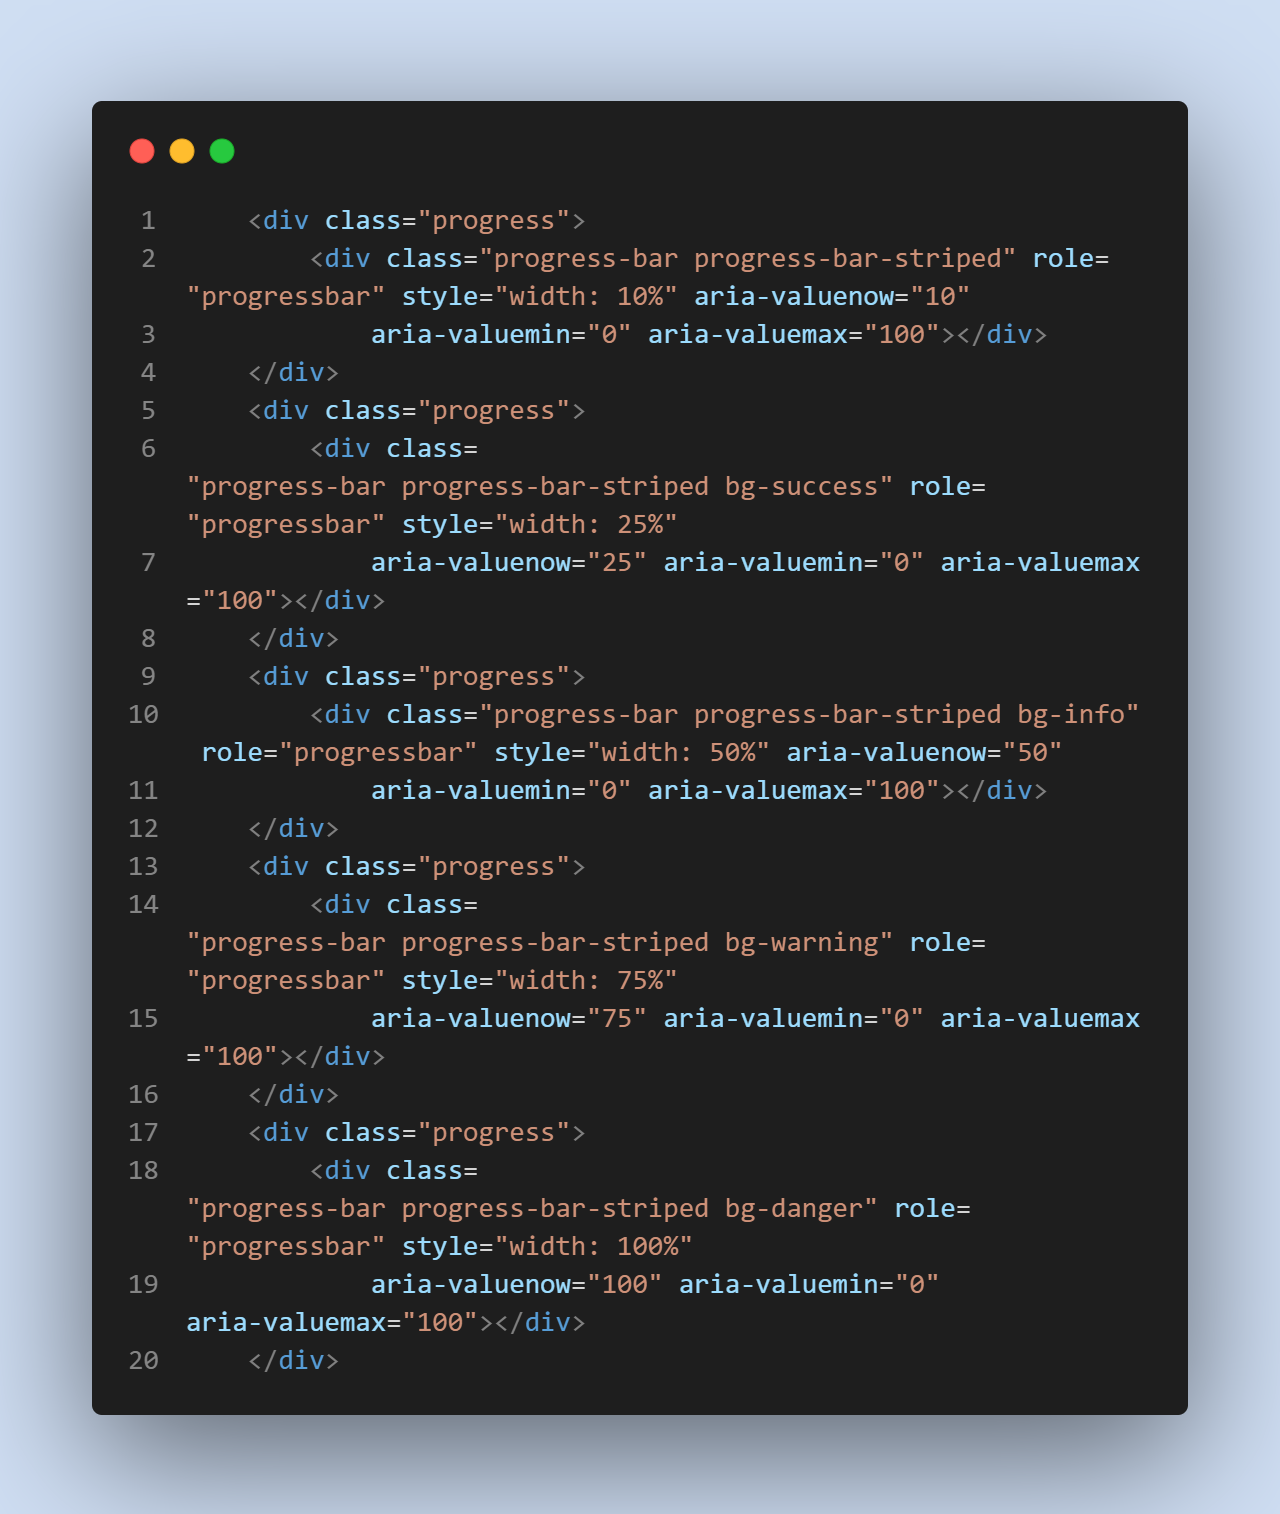 1      <div class="progress">
2          <div class="progress-bar progress-bar-striped" role=
"progressbar" style="width: 10%" aria-valuenow="10"
3              aria-valuemin="0" aria-valuemax="100"></div>
4      </div>
5      <div class="progress">
6          <div class=
"progress-bar progress-bar-striped bg-success" role=
"progressbar" style="width: 25%"
7              aria-valuenow="25" aria-valuemin="0" aria-valuemax
="100"></div>
8      </div>
9      <div class="progress">
10         <div class="progress-bar progress-bar-striped bg-info"
 role="progressbar" style="width: 50%" aria-valuenow="50"
11             aria-valuemin="0" aria-valuemax="100"></div>
12     </div>
13     <div class="progress">
14         <div class=
"progress-bar progress-bar-striped bg-warning" role=
"progressbar" style="width: 75%"
15             aria-valuenow="75" aria-valuemin="0" aria-valuemax
="100"></div>
16     </div>
17     <div class="progress">
18         <div class=
"progress-bar progress-bar-striped bg-danger" role=
"progressbar" style="width: 100%"
19             aria-valuenow="100" aria-valuemin="0"
aria-valuemax="100"></div>
20     </div>